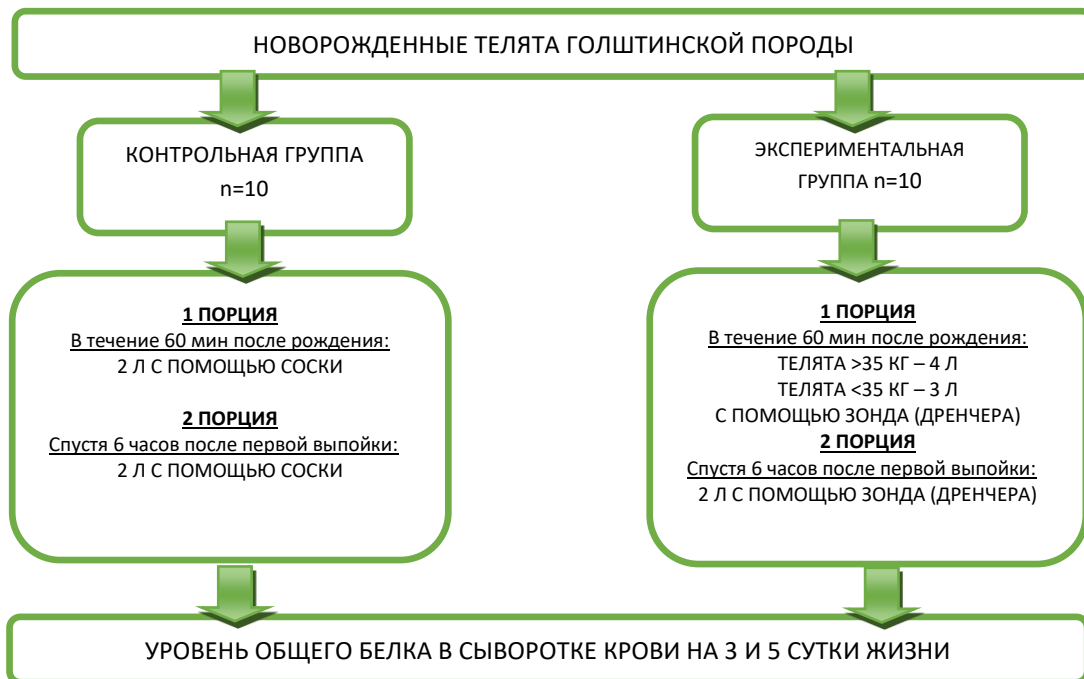 НОВОРОЖДЕННЫЕ ТЕЛЯТА ГОЛШТИНСКОЙ ПОРОДЫ
КОНТРОЛЬНАЯ ГРУППА
n=10
ЭКСПЕРИМЕНТАЛЬНАЯ
ГРУППА n=10
1 ПОРЦИЯ
В течение 60 мин после рождения:
2 Л С ПОМОЩЬЮ СОСКИ
2 ПОРЦИЯ
Спустя 6 часов после первой выпойки:
2 Л С ПОМОЩЬЮ СОСКИ
1 ПОРЦИЯ
В течение 60 мин после рождения:
ТЕЛЯТА >35 КГ – 4 Л
ТЕЛЯТА <35 КГ – 3 Л
С ПОМОЩЬЮ ЗОНДА (ДРЕНЧЕРА)
2 ПОРЦИЯ
Спустя 6 часов после первой выпойки:
2 Л С ПОМОЩЬЮ ЗОНДА (ДРЕНЧЕРА)
УРОВЕНЬ ОБЩЕГО БЕЛКА В СЫВОРОТКЕ КРОВИ НА 3 И 5 СУТКИ ЖИЗНИ